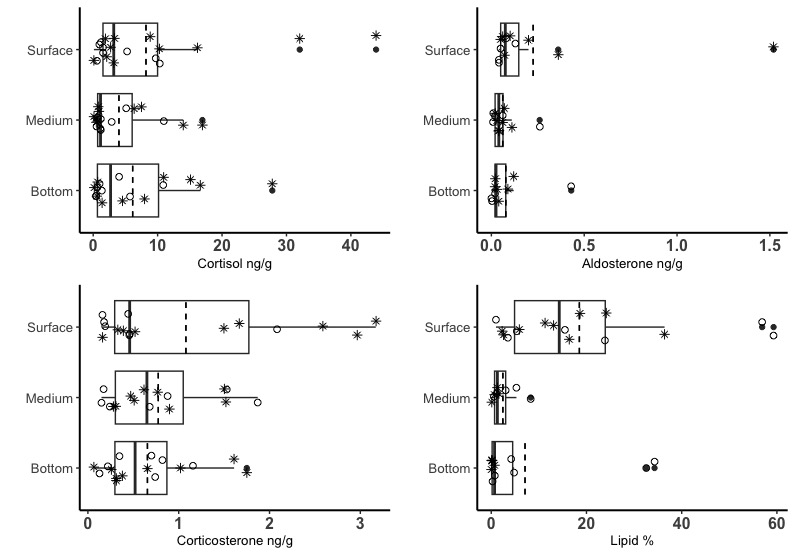 Surface
Medium
Bottom
0 10 20 30 40
Cortisol ng/g
Surface
Medium
Bottom
0.0 0.5 1.0 1.5
Aldosterone ng/g
Surface
Medium
Bottom
0 1 2 3
Corticosterone ng/g
Surface
Medium
Bottom
0 20 40 60
Lipid %